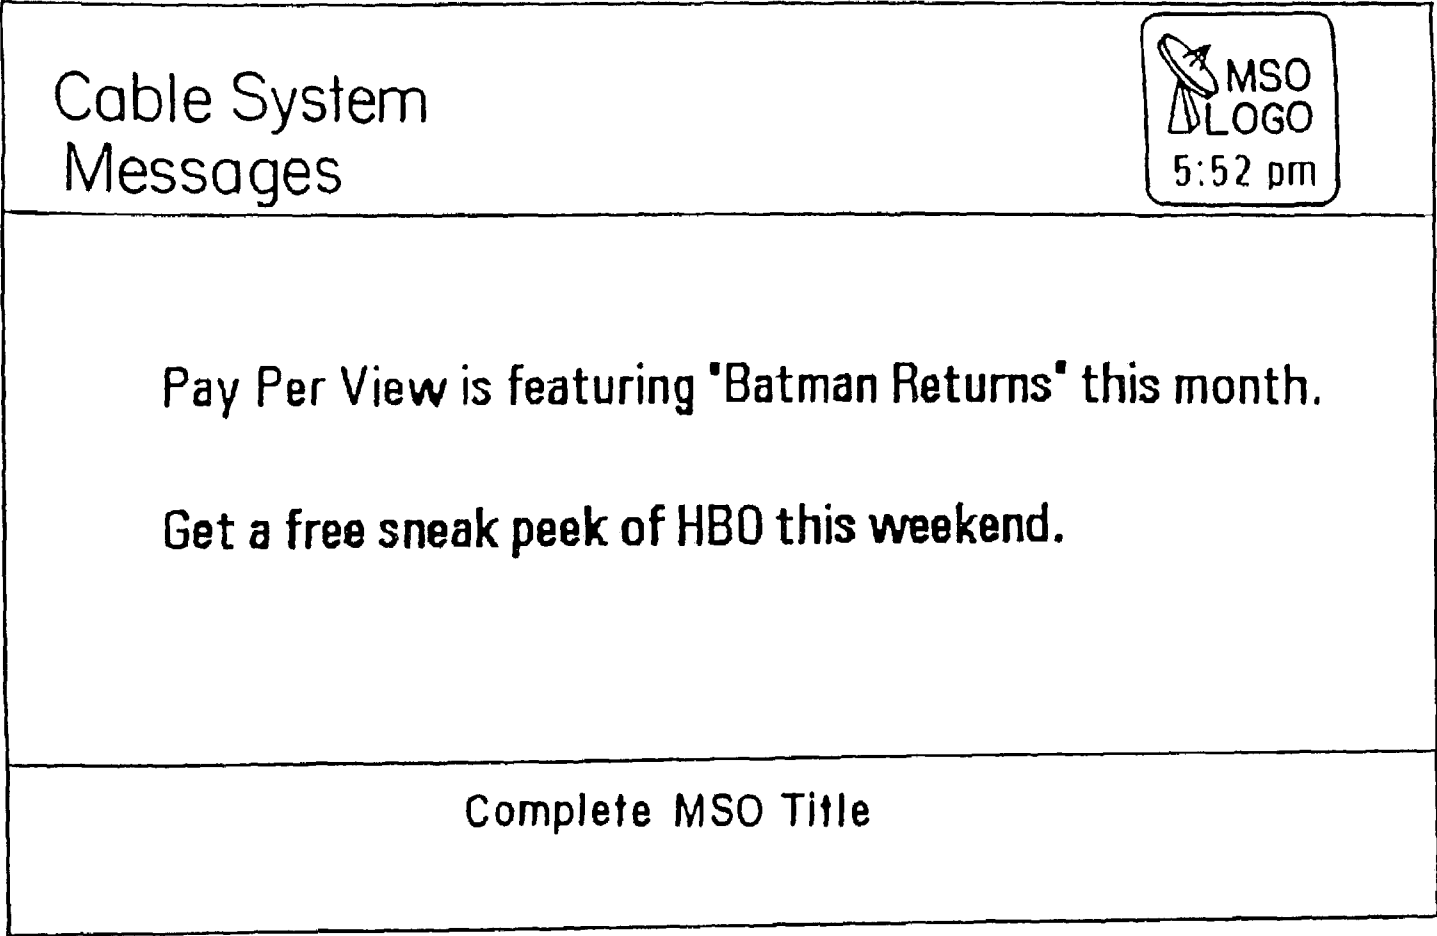 Cable System
Messages
MSO
LOGO
5:52 pm
Pay Per View is featuring "Batman Returns" this month.
Get a free sneak peek of HBO this weekend.
Complete MSO Title